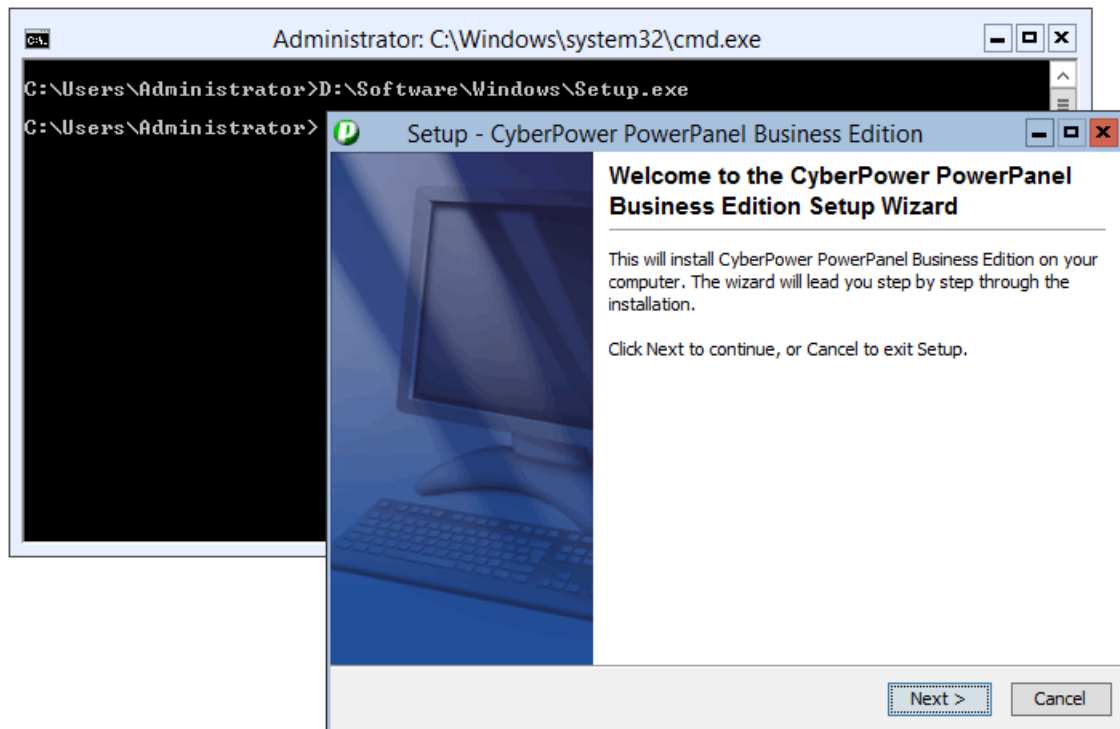 Administrator: C:\Windows\system32\cmd.exe
C:\Users\Administrator>D:\Software\Windows\Setup.exe
C:\Users\Administrator>
Setup - CyberPower PowerPanel Business Edition
Welcome to the CyberPower PowerPanel
Business Edition Setup Wizard
This will install CyberPower PowerPanel Business Edition on your
computer. The wizard will lead you step by step through the
installation.
Click Next to continue, or Cancel to exit Setup.
Next >
Cancel